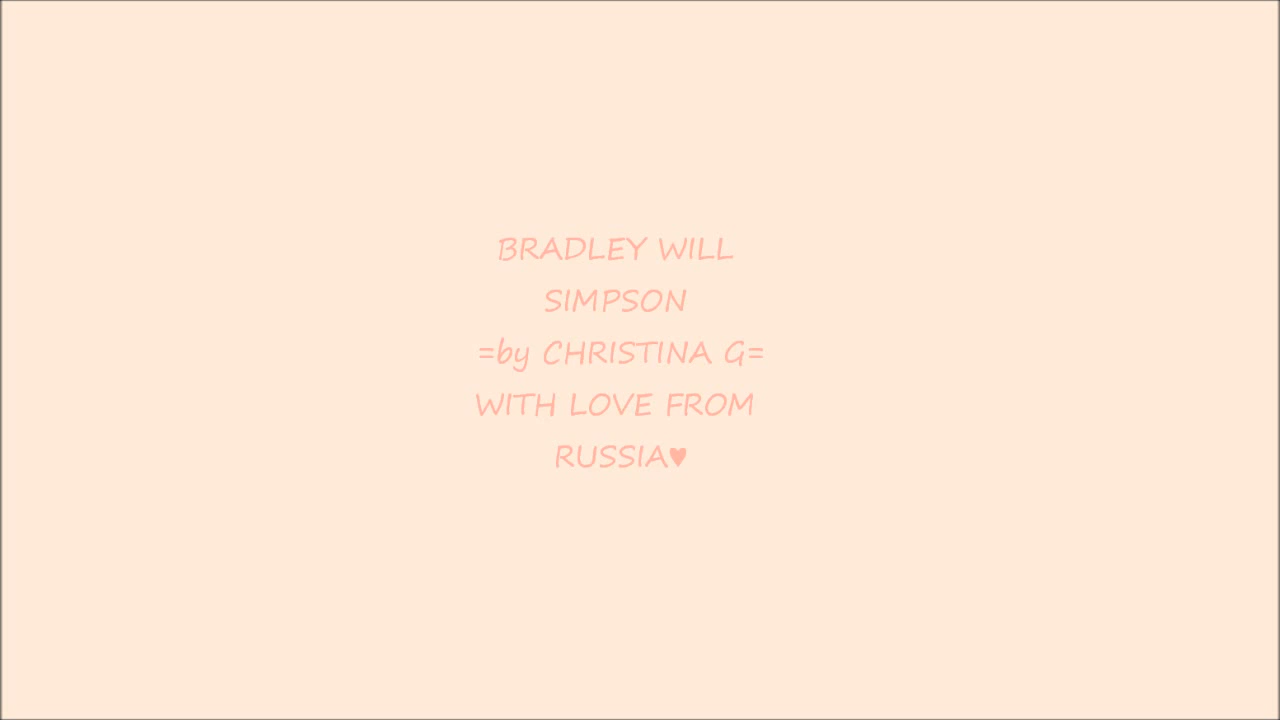 BRADLEY WILL
SIMPSON
=by CHRISTINA G=
WITH LOVE FROM
RUSSIA♥